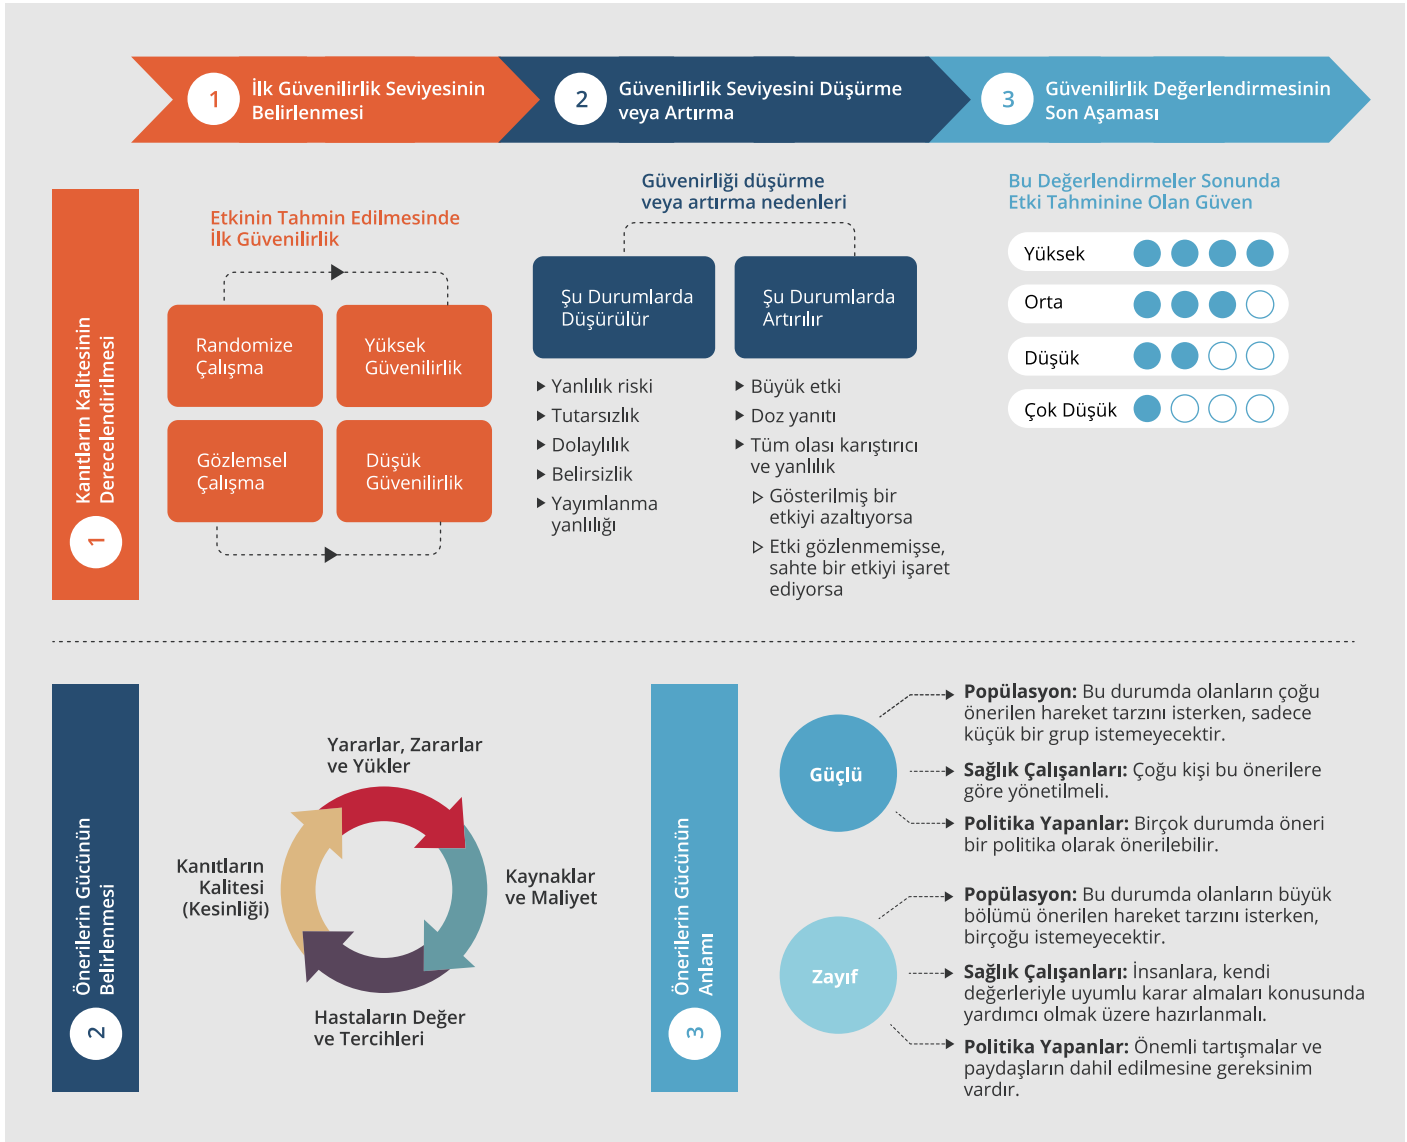 1
İlk Güvenilirlik Seviyesinin
Belirlenmesi
2
Güvenilirlik Seviyesini Düşürme
veya Artırma
3
Güvenilirlik Değerlendirmesinin
Son Aşaması
1
Kanıtların Kalitesinin
Derecelendirilmesi
Etkinin Tahmin Edilmesinde
İlk Güvenilirlik
Randomize
Çalışma
Yüksek
Güvenilirlik
Gözlemsel
Çalışma
Düşük
Güvenilirlik
Güvenirliği düşürme
veya artırma nedenleri
Şu Durumlarda
Düşürülür
Yanlılık riski
Tutarsızlık
Dolaylılık
Belirsizlik
Yayımlanma
yanlılığı
Şu Durumlarda
Artırılır
Büyük etki
Doz yanıtı
Tüm olası karıştırıcı
ve yanlılık
Gösterilmiş bir
etkiyi azaltıyorsa
Etki gözlenmemişse,
sahte bir etkiyi işaret
ediyorsa
Bu Değerlendirmeler Sonunda
Etki Tahminine Olan Güven
Yüksek
Orta
Düşük
Çok Düşük
2
Önerilerin Gücünün
Belirlenmesi
Yararlar, Zararlar
ve Yükler
Kaynaklar
ve Maliyet
Hastaların Değer
ve Tercihleri
Kanıtların
Kalitesi
(Kesinliği)
3
Önerilerin Gücünün
Anlamı
Güçlü
Popülasyon: Bu durumda olanların çoğu
önerilen hareket tarzını isterken, sadece
küçük bir grup istemeyecektir.
Sağlık Çalışanları: Çoğu kişi bu önerilere
göre yönetilmeli.
Politika Yapanlar: Birçok durumda öneri
bir politika olarak önerilebilir.
Zayıf
Popülasyon: Bu durumda olanların büyük
bölümü önerilen hareket tarzını isterken,
birçoğu istemeyecektir.
Sağlık Çalışanları: İnsanlara, kendi
değerleriyle uyumlu karar almaları konusunda
yardımcı olmak üzere hazırlanmalı.
Politika Yapanlar: Önemli tartışmalar ve
paydaşların dahil edilmesine gereksinim
vardır.